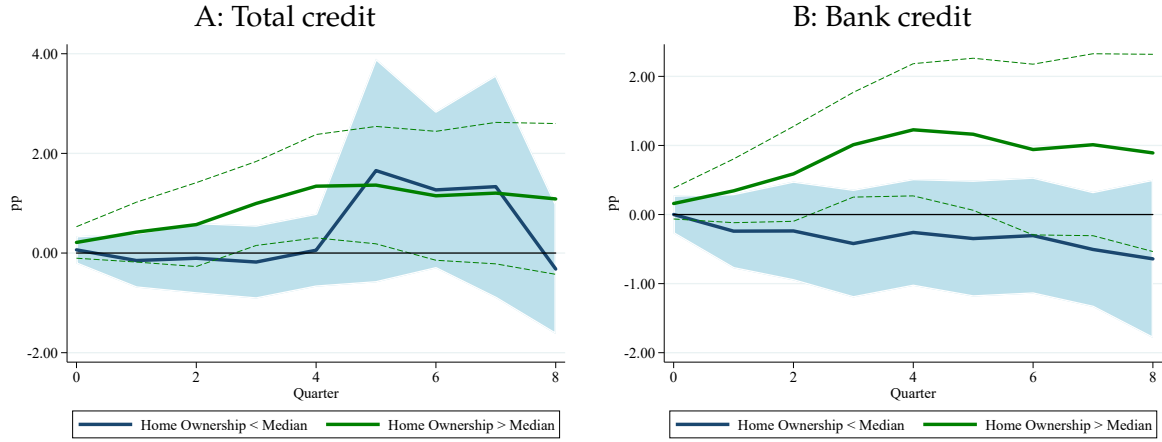 A: Total credit
pp
4.00
2.00
0.00
-2.00
0 2 4 6 8
Quarter
Home Ownership < Median Home Ownership > Median
B: Bank credit
pp
2.00
1.00
0.00
-1.00
-2.00
0 2 4 6 8
Quarter
Home Ownership < Median Home Ownership > Median